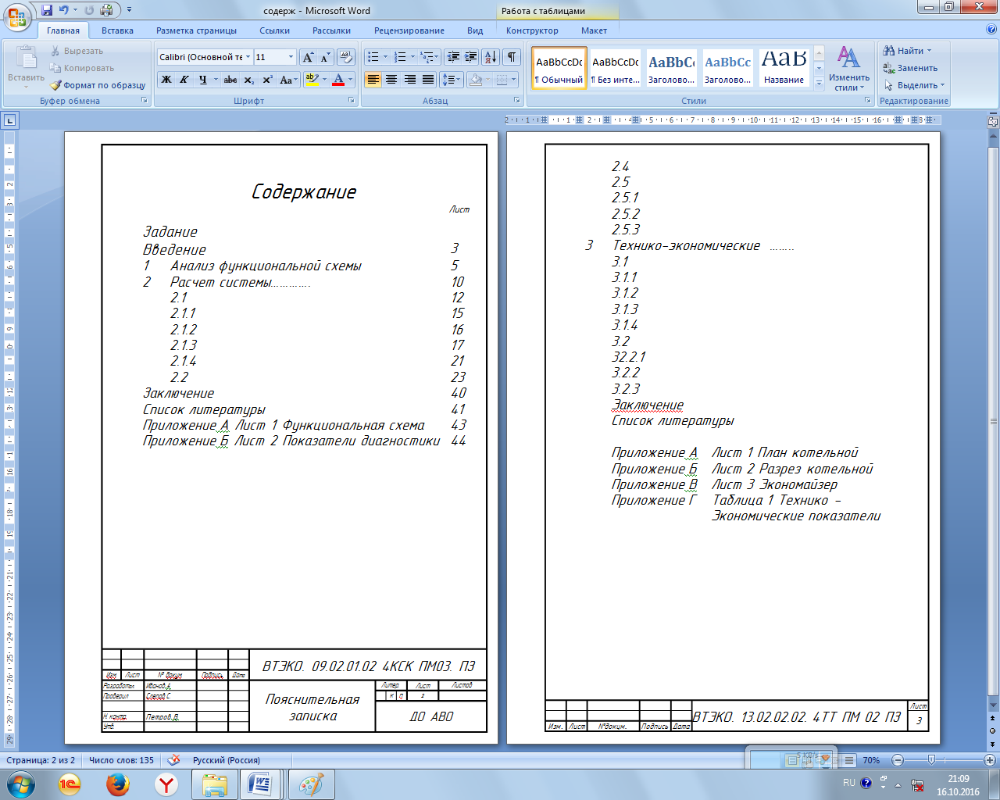 содерж - Microsoft Word
Работа с таблицами
Главная Вставка Разметка страницы Ссылки Рассылки Рецензирование Вид Конструктор Макет
Вставить
Вырезать
Копировать
Формат по образцу
Буфер обмена
Calibri (Основной те 11
Ж К Ч abc x₂ x² Aa
Шрифт
Абзац
AaBbCcDc AaBbCcDc AaBbCc AaBbCc АаВ
¶ Обычный ¶ Без инте... Заголово... Заголово... Название
Стили
Изменить стили
Найти
Заменить
Выделить
Редактирование
Содержание
Лист
Задание
Введение 3
1 Анализ функциональной схемы 5
2 Расчет системы............. 10
2.1 12
2.1.1 15
2.1.2 16
2.1.3 17
2.1.4 21
2.2 23
Заключение 40
Список литературы 41
Приложение А Лист 1 Функциональная схема 43
Приложение Б Лист 2 Показатели диагностики 44
ВТЭКО. 09.02.01.02 4КСК ПМ03. ПЗ
Изм Лист № докум Подпись Дата
Разработал Иванов.А.
Проверил Слепов.С.
Н. контр. Петров.В.
Утв.
Пояснительная
записка
Литер. Лист Листов
К П 2
ДО АВО
2.4
2.5
2.5.1
2.5.2
2.5.3
3 Технико-экономические ........
3.1
3.1.1
3.1.2
3.1.3
3.1.4
3.2
32.2.1
3.2.2
3.2.3
Заключение
Список литературы
Приложение А Лист 1 План котельной
Приложение Б Лист 2 Разрез котельной
Приложение В Лист 3 Экономайзер
Приложение Г Таблица 1 Технико -
Экономические показатели
ВТЭКО. 13.02.02.02. 4ТТ ПМ 02 ПЗ
Лист
3
Изм. Лист №докум. Подпись Дата
Страница: 2 из 2 Число слов: 135 Русский (Россия)
5 KB/s
70%
RU
21:09
16.10.2016